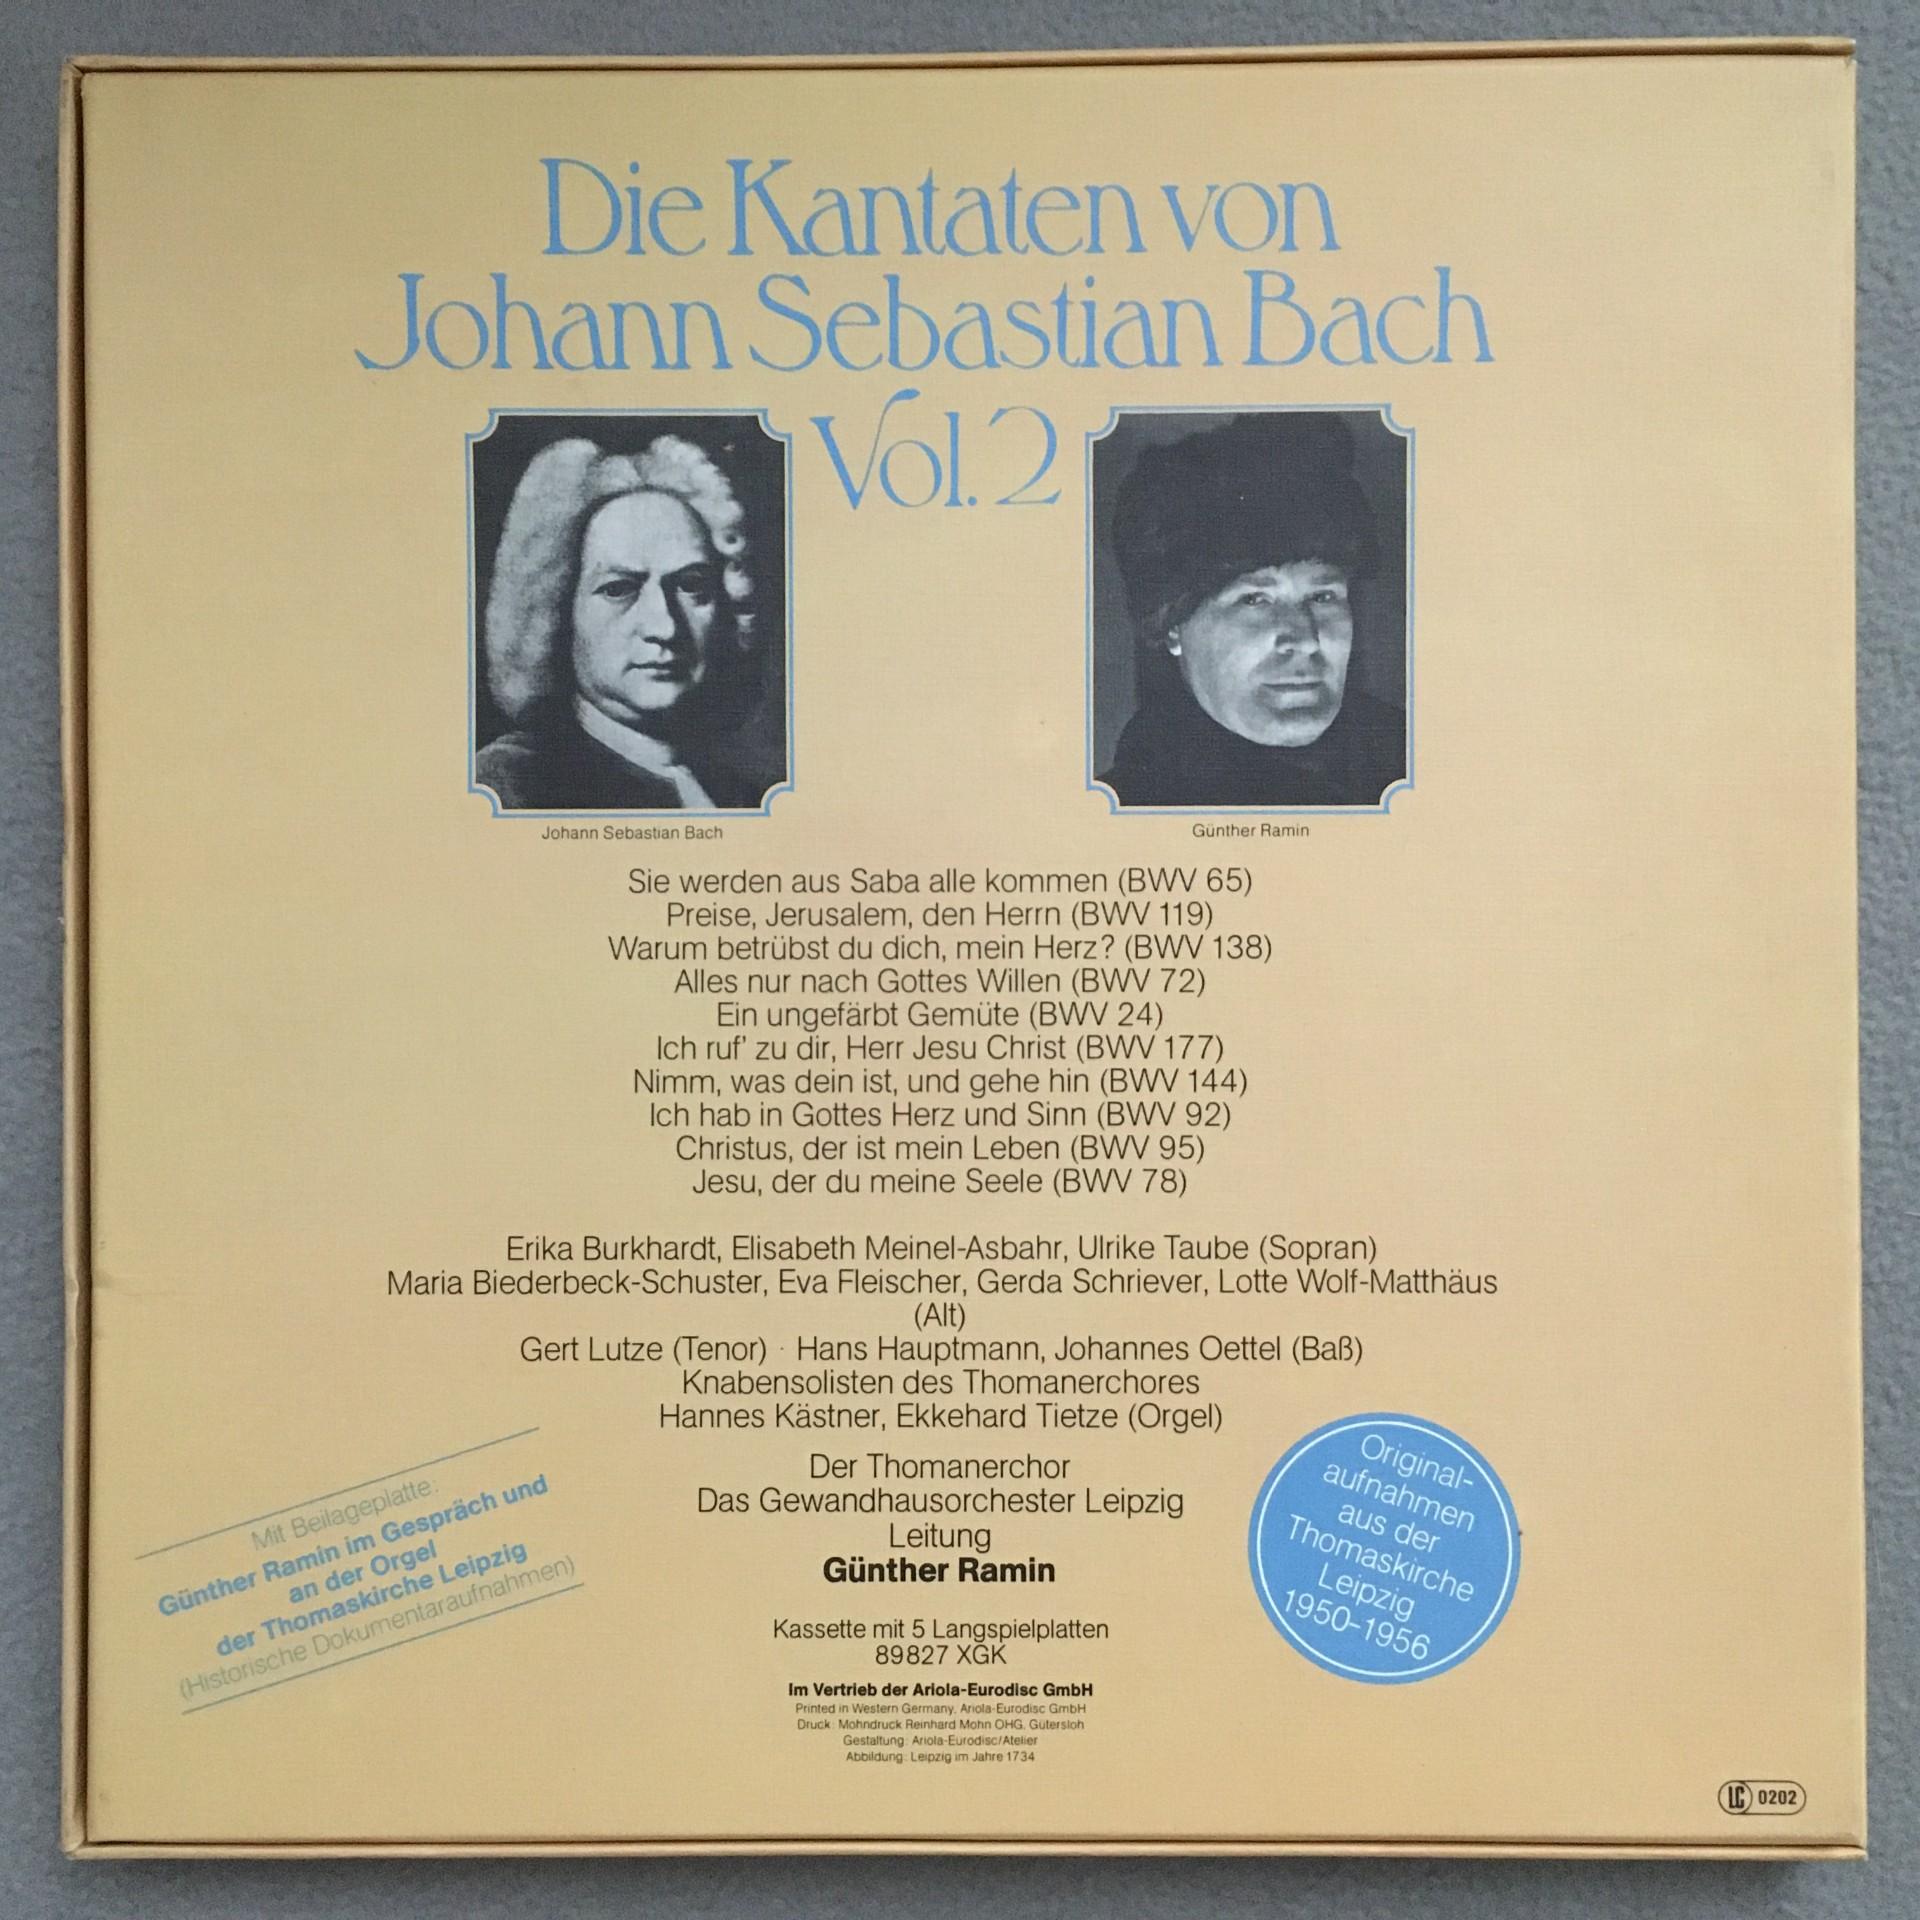 Die Kantaten von
Johann Sebastian Bach
Vol. 2
Johann Sebastian Bach
Günther Ramin
Sie werden aus Saba alle kommen (BWV 65)
Preise, Jerusalem, den Herrn (BWV 119)
Warum betrübst du dich, mein Herz? (BWV 138)
Alles nur nach Gottes Willen (BWV 72)
Ein ungefärbt Gemüte (BWV 24)
Ich ruf' zu dir, Herr Jesu Christ (BWV 177)
Nimm, was dein ist, und gehe hin (BWV 144)
Ich hab in Gottes Herz und Sinn (BWV 92)
Christus, der ist mein Leben (BWV 95)
Jesu, der du meine Seele (BWV 78)
Erika Burkhardt, Elisabeth Meinel-Asbahr, Ulrike Taube (Sopran)
Maria Biederbeck-Schuster, Eva Fleischer, Gerda Schriever, Lotte Wolf-Matthäus
(Alt)
Gert Lutze (Tenor) · Hans Hauptmann, Johannes Oettel (Baß)
Knabensolisten des Thomanerchores
Hannes Kästner, Ekkehard Tietze (Orgel)
Der Thomanerchor
Das Gewandhausorchester Leipzig
Leitung
Günther Ramin
Mit Beilageplatte:
Günther Ramin im Gespräch und
an der Orgel
der Thomaskirche Leipzig
(Historische Dokumentaraufnahmen)
Original-
aufnahmen
aus der
Thomaskirche
Leipzig
1950-1956
Kassette mit 5 Langspielplatten
89827 XGK
Im Vertrieb der Ariola-Eurodisc GmbH
Printed in Western Germany, Ariola-Eurodisc GmbH
Druck: Mohndruck Reinhard Mohn OHG, Gütersloh
Gestaltung: Ariola-Eurodisc/Atelier
Abbildung: Leipzig im Jahre 1734
LC 0202